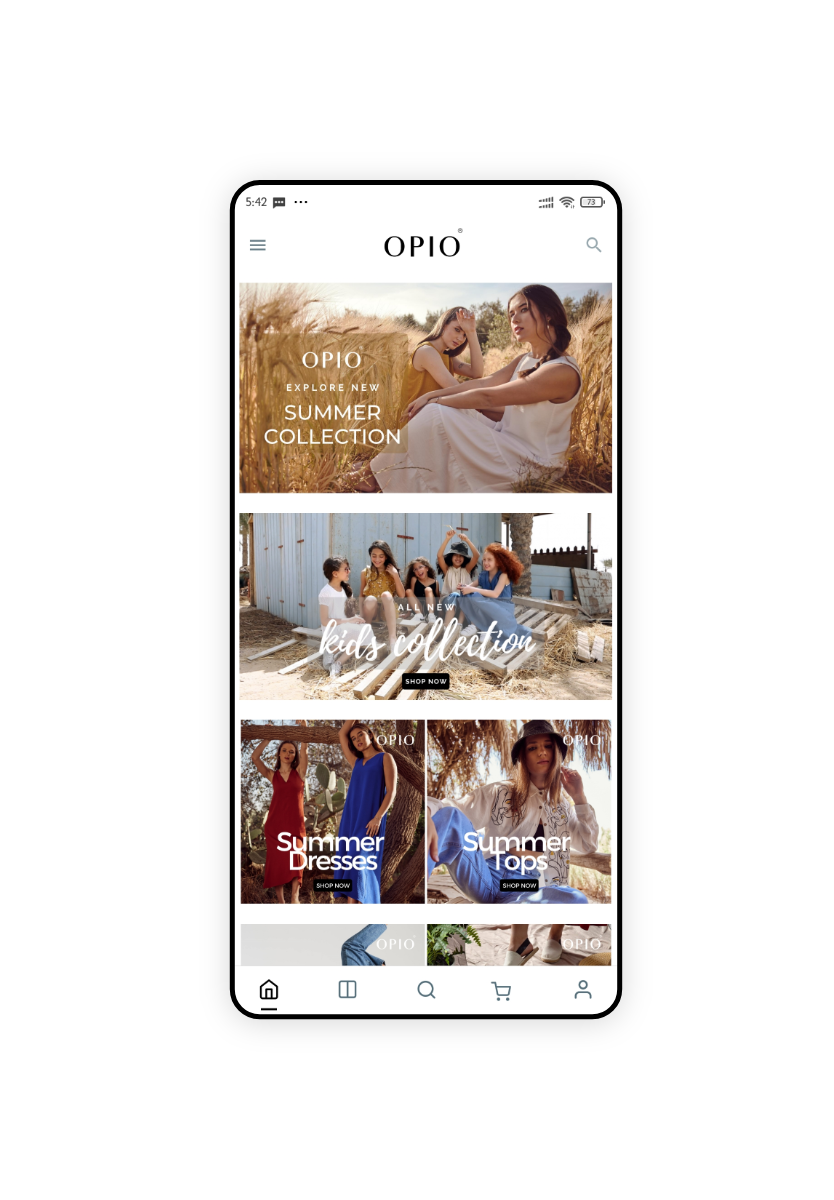 5:42
73
OPIO®
OPIO
EXPLORE NEW
SUMMER
COLLECTION
ALL NEW
kids collection
SHOP NOW
OPIO
OPIO
Summer
Dresses
SHOP NOW
Summer
Tops
SHOP NOW
OPIO
OPIO